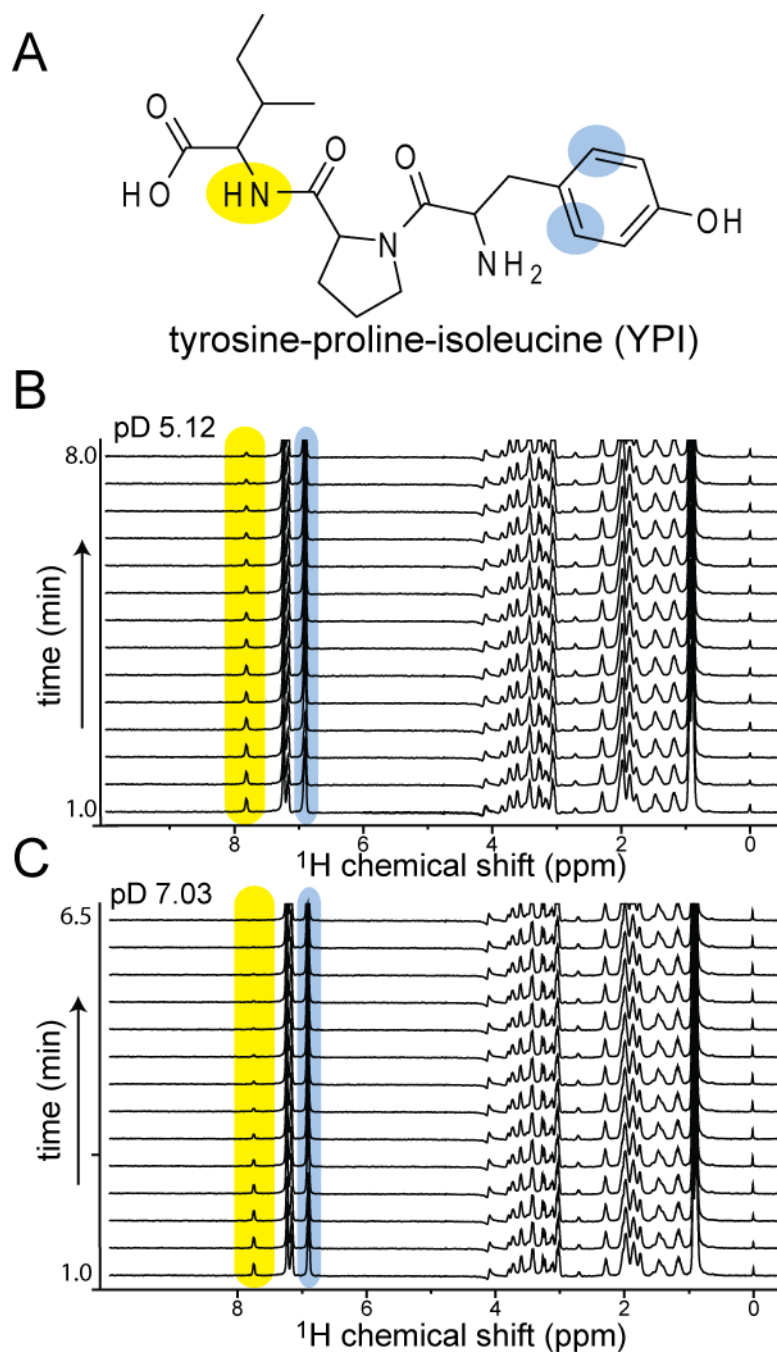 A
O
HO
HN
O
N
O
NH2
OH
tyrosine-proline-isoleucine (YPI)
B
pD 5.12
8.0
time (min)
1.0
8 6 4 2 0
1H chemical shift (ppm)
C
pD 7.03
6.5
time (min)
1.0
8 6 4 2 0
1H chemical shift (ppm)